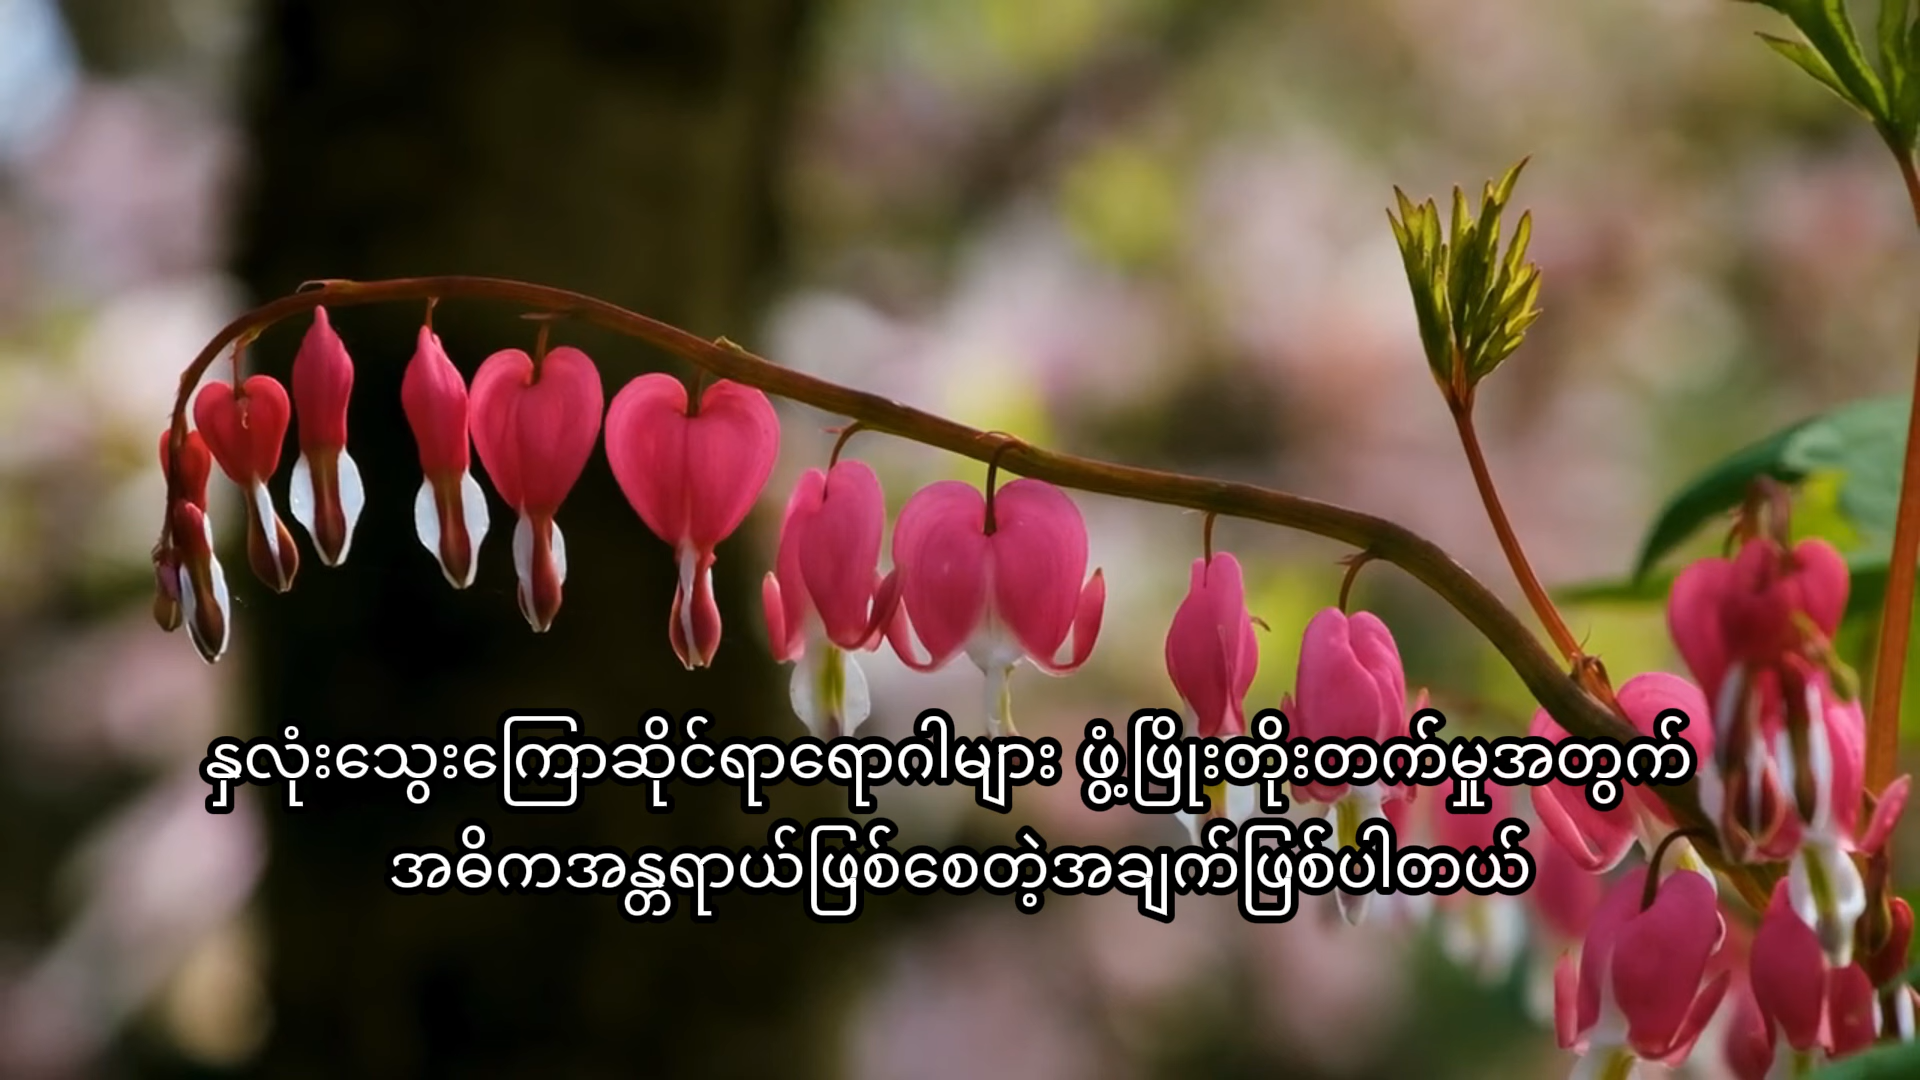 နှလုံးသွေးကြောဆိုင်ရာရောဂါများ ဖွံ့ဖြိုးတိုးတက်မှုအတွက်
အဓိကအန္တရာယ်ဖြစ်စေတဲ့အချက်ဖြစ်ပါတယ်